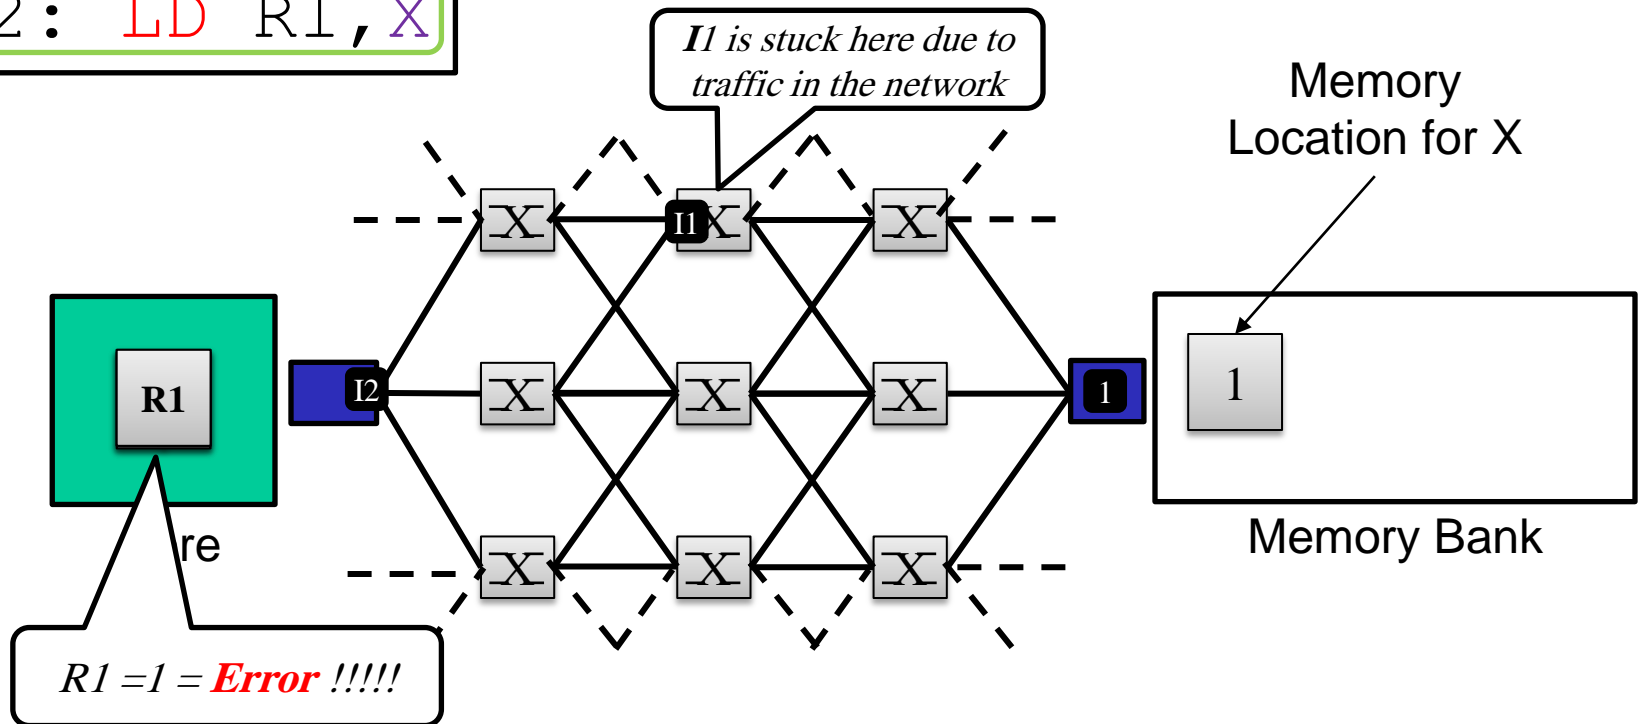 2: LD R1,X
I1 is stuck here due to
traffic in the network
Memory
Location for X
X
I1
X
X
R1
I2
X
X
X
1
1
re
X
X
X
Memory Bank
R1 =1 = Error !!!!!